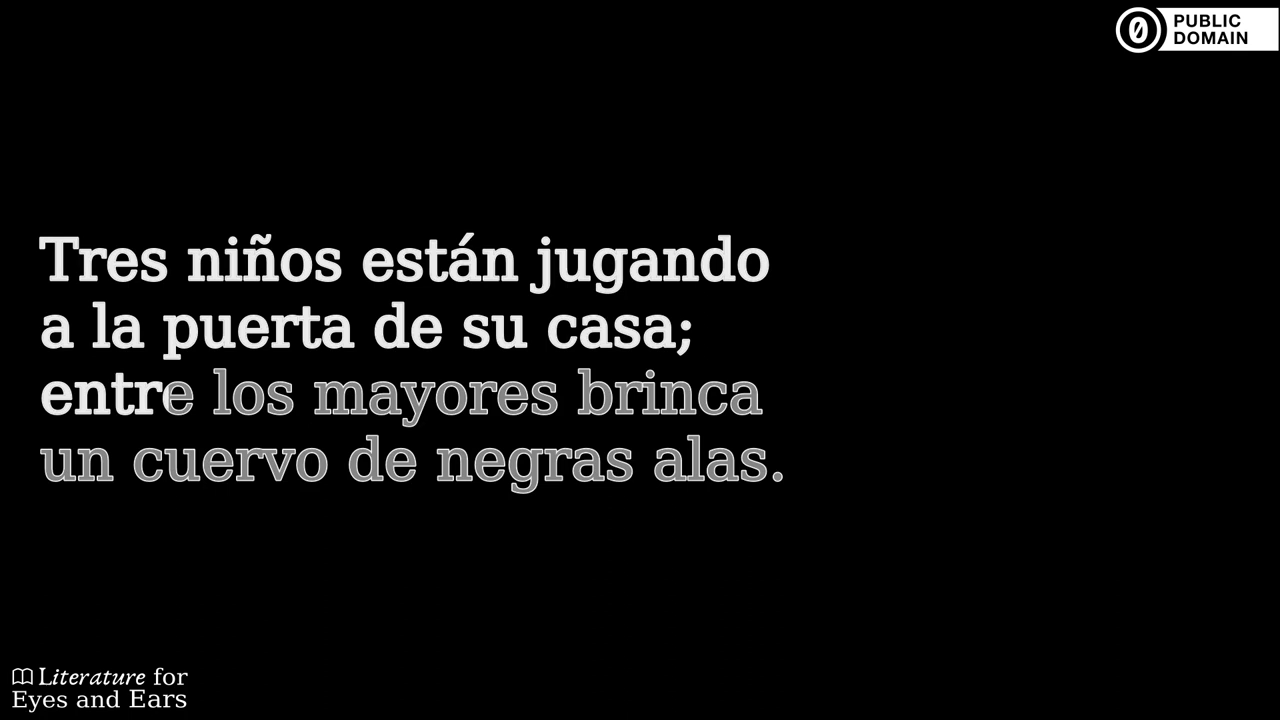 PUBLIC
DOMAIN
Tres niños están jugando
a la puerta de su casa;
entre los mayores brinca
un cuervo de negras alas.
Literature for
Eyes and Ears